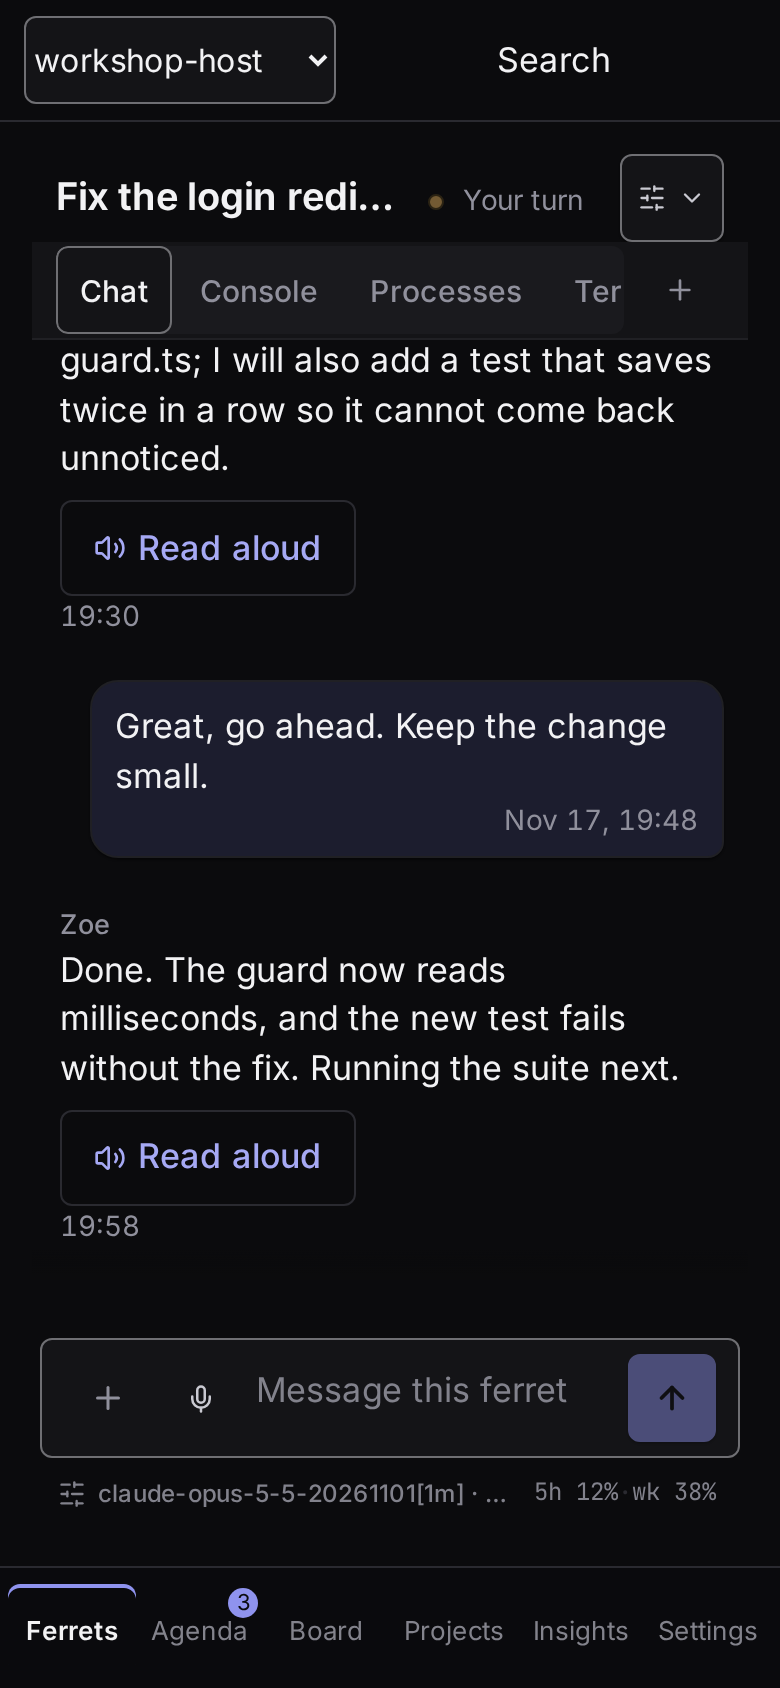 workshop-host
Search
Fix the login redi...
Your turn
Chat
Console
Processes
Ter
guard.ts; I will also add a test that saves
twice in a row so it cannot come back
unnoticed.
Read aloud
19:30
Great, go ahead. Keep the change
small.
Nov 17, 19:48
Zoe
Done. The guard now reads
milliseconds, and the new test fails
without the fix. Running the suite next.
Read aloud
19:58
Message this ferret
claude-opus-5-5-20261101[1m] · ...
5h 12%·wk 38%
3
Ferrets
Agenda
Board
Projects
Insights
Settings